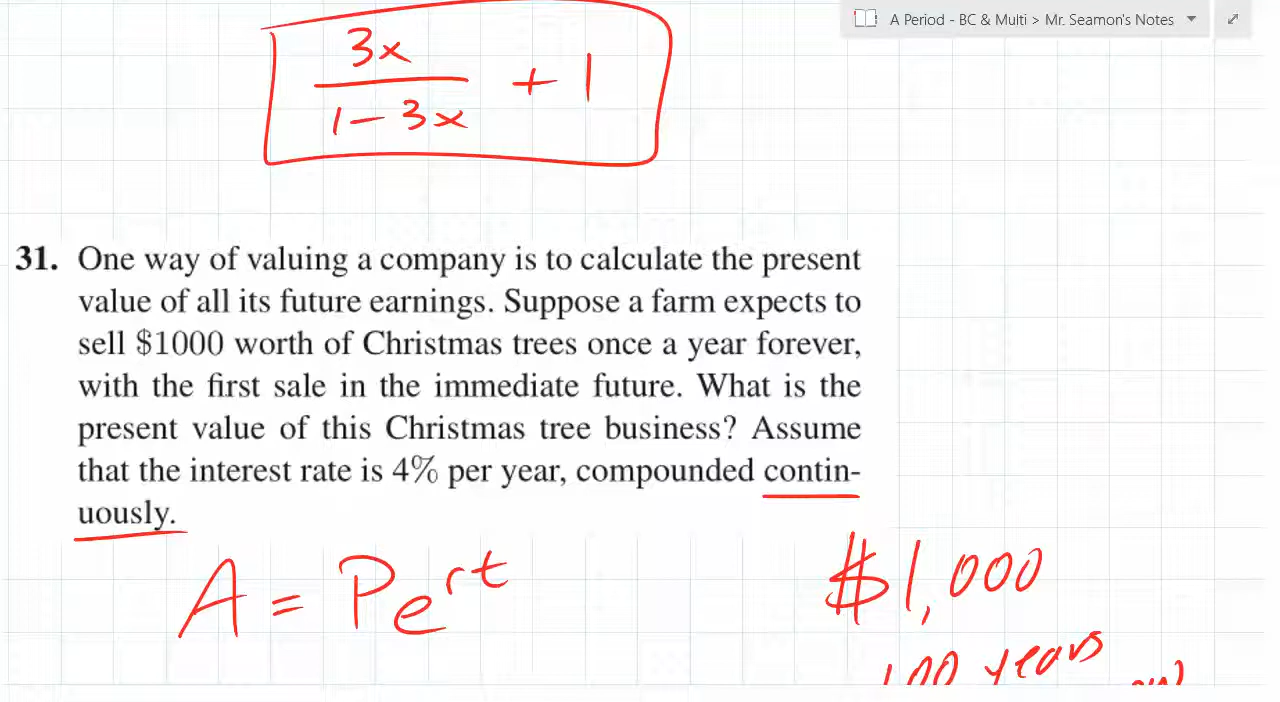 A Period - BC & Multi > Mr. Seamon's Notes
3x
1 - 3x
+ 1
31. One way of valuing a company is to calculate the present
value of all its future earnings. Suppose a farm expects to
sell $1000 worth of Christmas trees once a year forever,
with the first sale in the immediate future. What is the
present value of this Christmas tree business? Assume
that the interest rate is 4% per year, compounded contin-
uously.
A = Pe^rt
$1,000
100 years